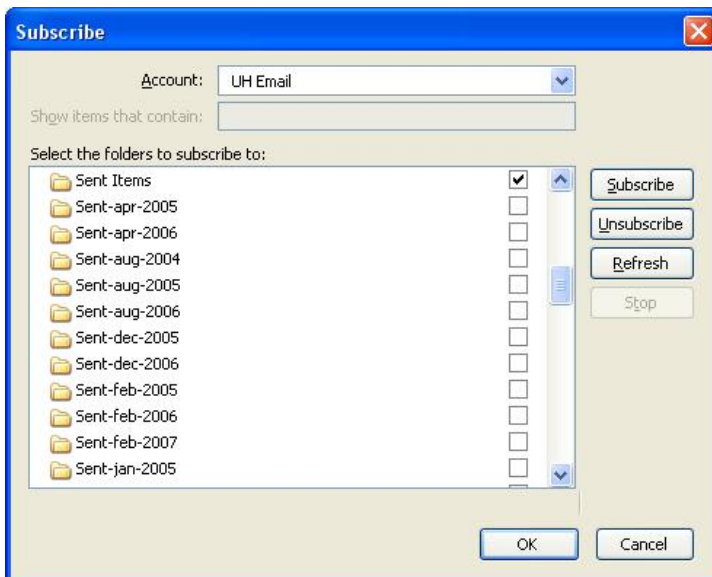 Subscribe
Account: UH Email
Show items that contain:
Select the folders to subscribe to:
Sent Items
Sent-apr-2005
Sent-apr-2006
Sent-aug-2004
Sent-aug-2005
Sent-aug-2006
Sent-dec-2005
Sent-dec-2006
Sent-feb-2005
Sent-feb-2006
Sent-feb-2007
Sent-jan-2005
Subscribe
Unsubscribe
Refresh
Stop
OK
Cancel